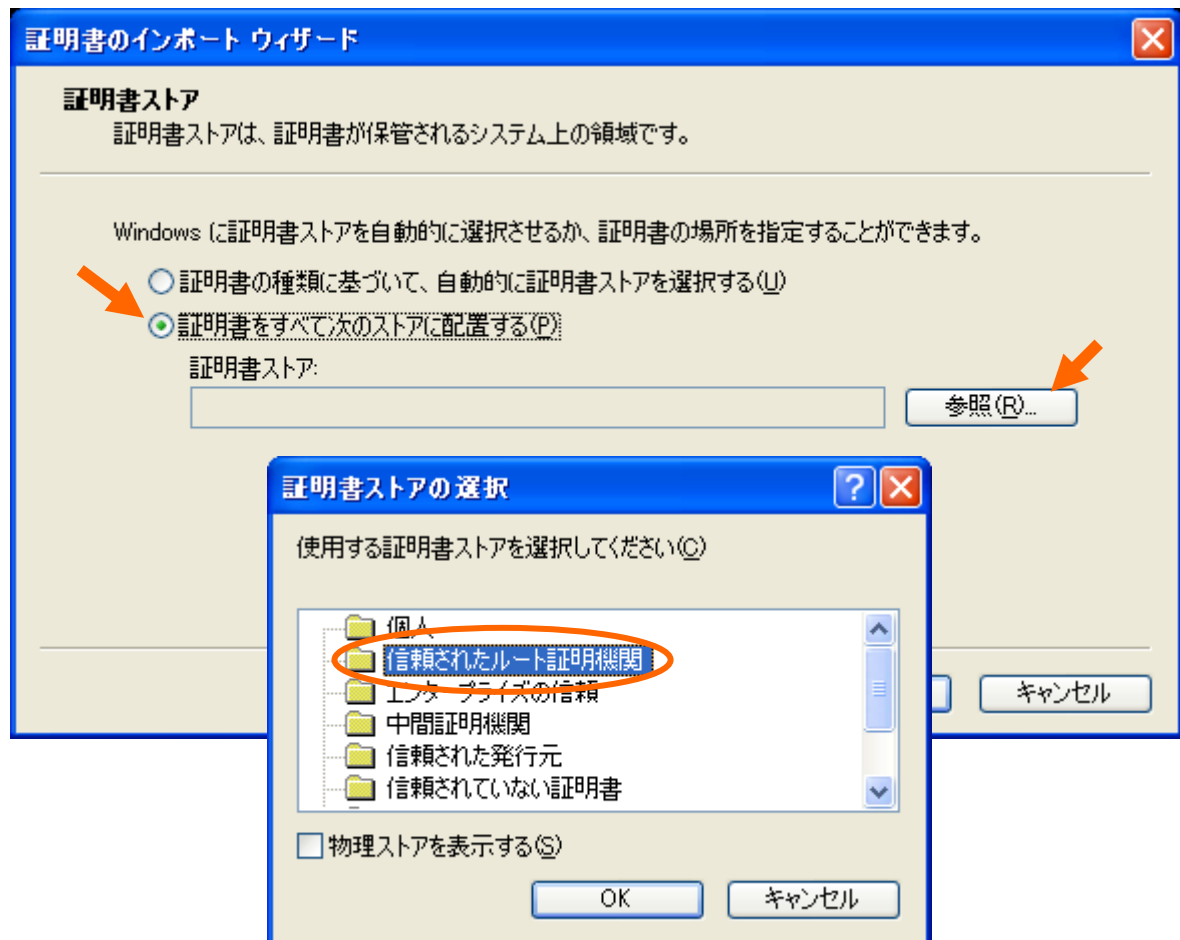 証明書のインポート ウィザード
証明書ストア
証明書ストアは、証明書が保管されるシステム上の領域です。
Windows に証明書ストアを自動的に選択させるか、証明書の場所を指定することができます。
証明書の種類に基づいて、自動的に証明書ストアを選択する(U)
証明書をすべて次のストアに配置する(P)
証明書ストア:
参照(R)...
証明書ストアの選択
使用する証明書ストアを選択してください(C)
個人
信頼されたルート証明機関
エンタープライズの信頼
中間証明機関
信頼された発行元
信頼されていない証明書
キャンセル
物理ストアを表示する(S)
OK
キャンセル